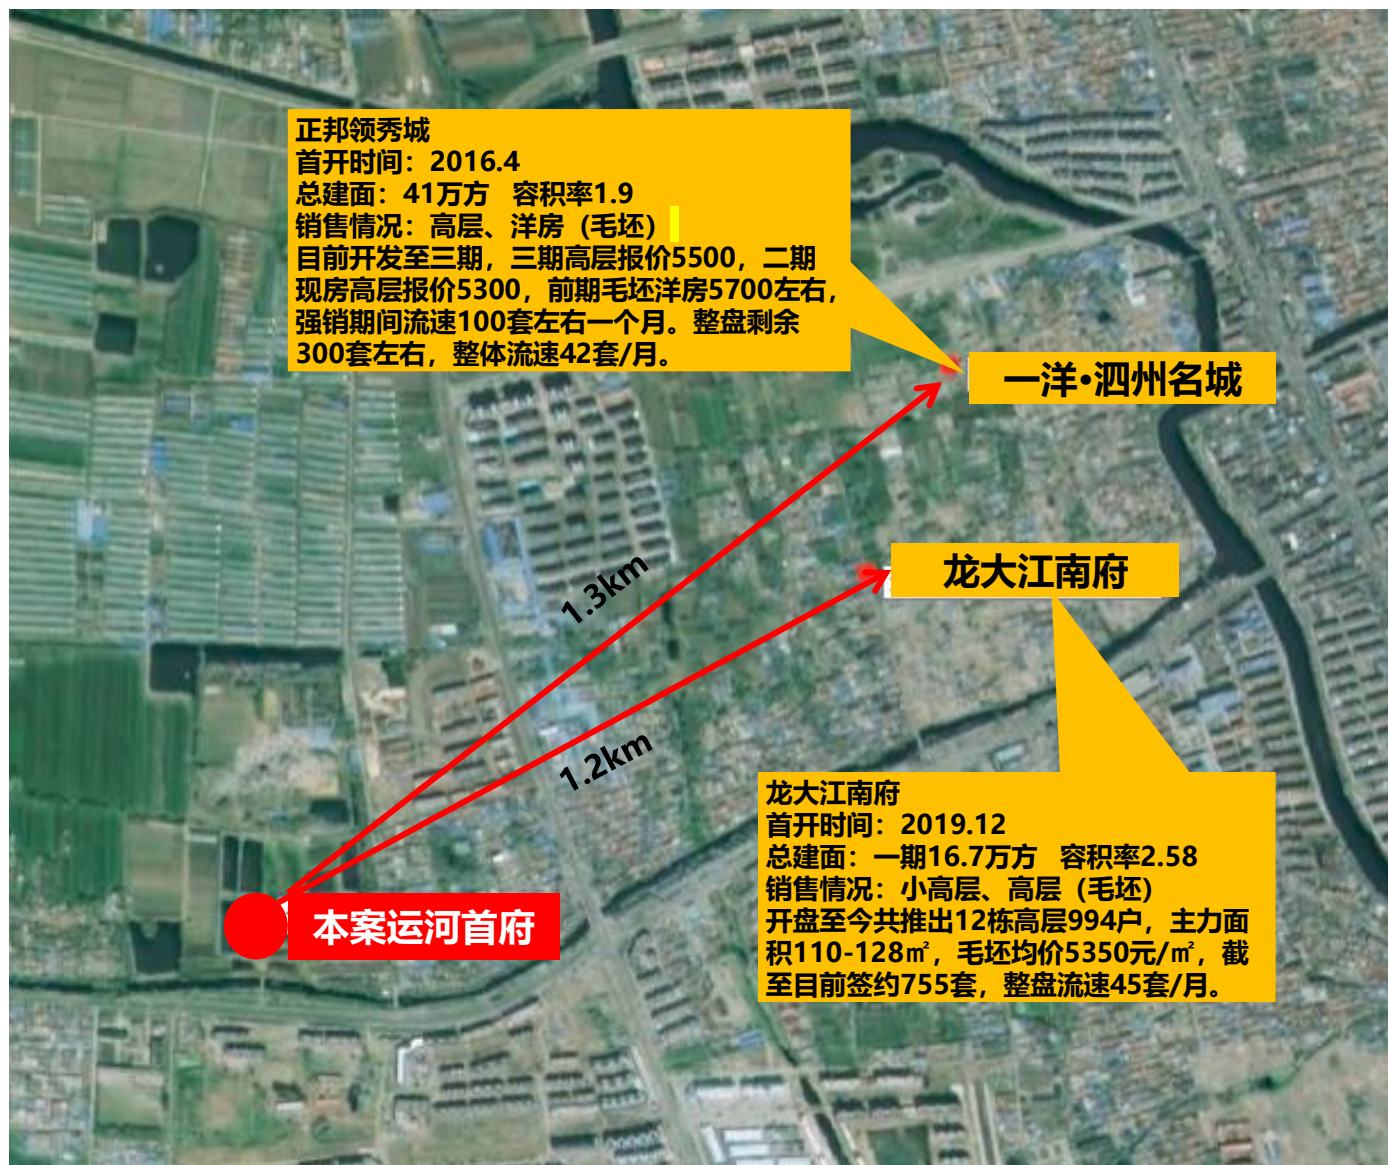 正邦领秀城
首开时间：2016.4
总建面：41万方 容积率1.9
销售情况：高层、洋房（毛坯）
目前开发至三期，三期高层报价5500，二期
现房高层报价5300，前期毛坯洋房5700左右，
强销期间流速100套左右一个月。整盘剩余
300套左右，整体流速42套/月。
一洋•泗州名城
龙大江南府
1.3km
1.2km
龙大江南府
首开时间：2019.12
总建面：一期16.7万方 容积率2.58
销售情况：小高层、高层（毛坯）
开盘至今共推出12栋高层994户，主力面
积110-128㎡，毛坯均价5350元/㎡，截
至目前签约755套，整盘流速45套/月。
本案运河首府